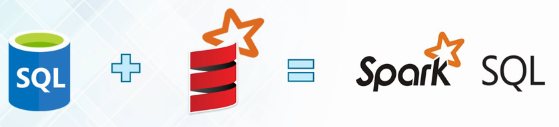 SQL + = Spark SQL